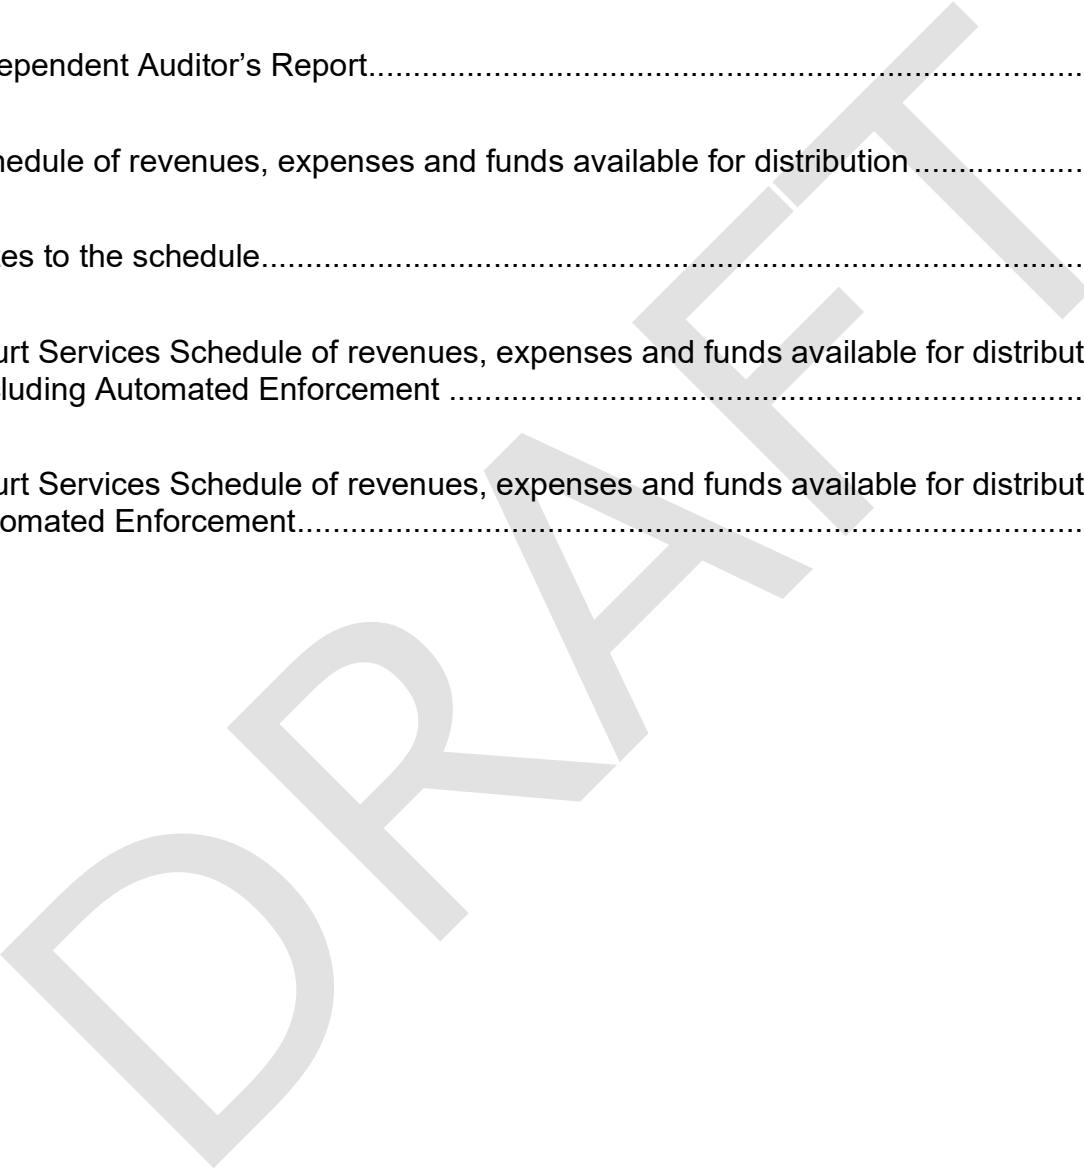 ependent Auditor’s Report................................................................................
hedule of revenues, expenses and funds available for distribution...................
tes to the schedule............................................................................................
urt Services Schedule of revenues, expenses and funds available for distribut
luding Automated Enforcement .......................................................................
urt Services Schedule of revenues, expenses and funds available for distribut
omated Enforcement........................................................................................
DRAFT